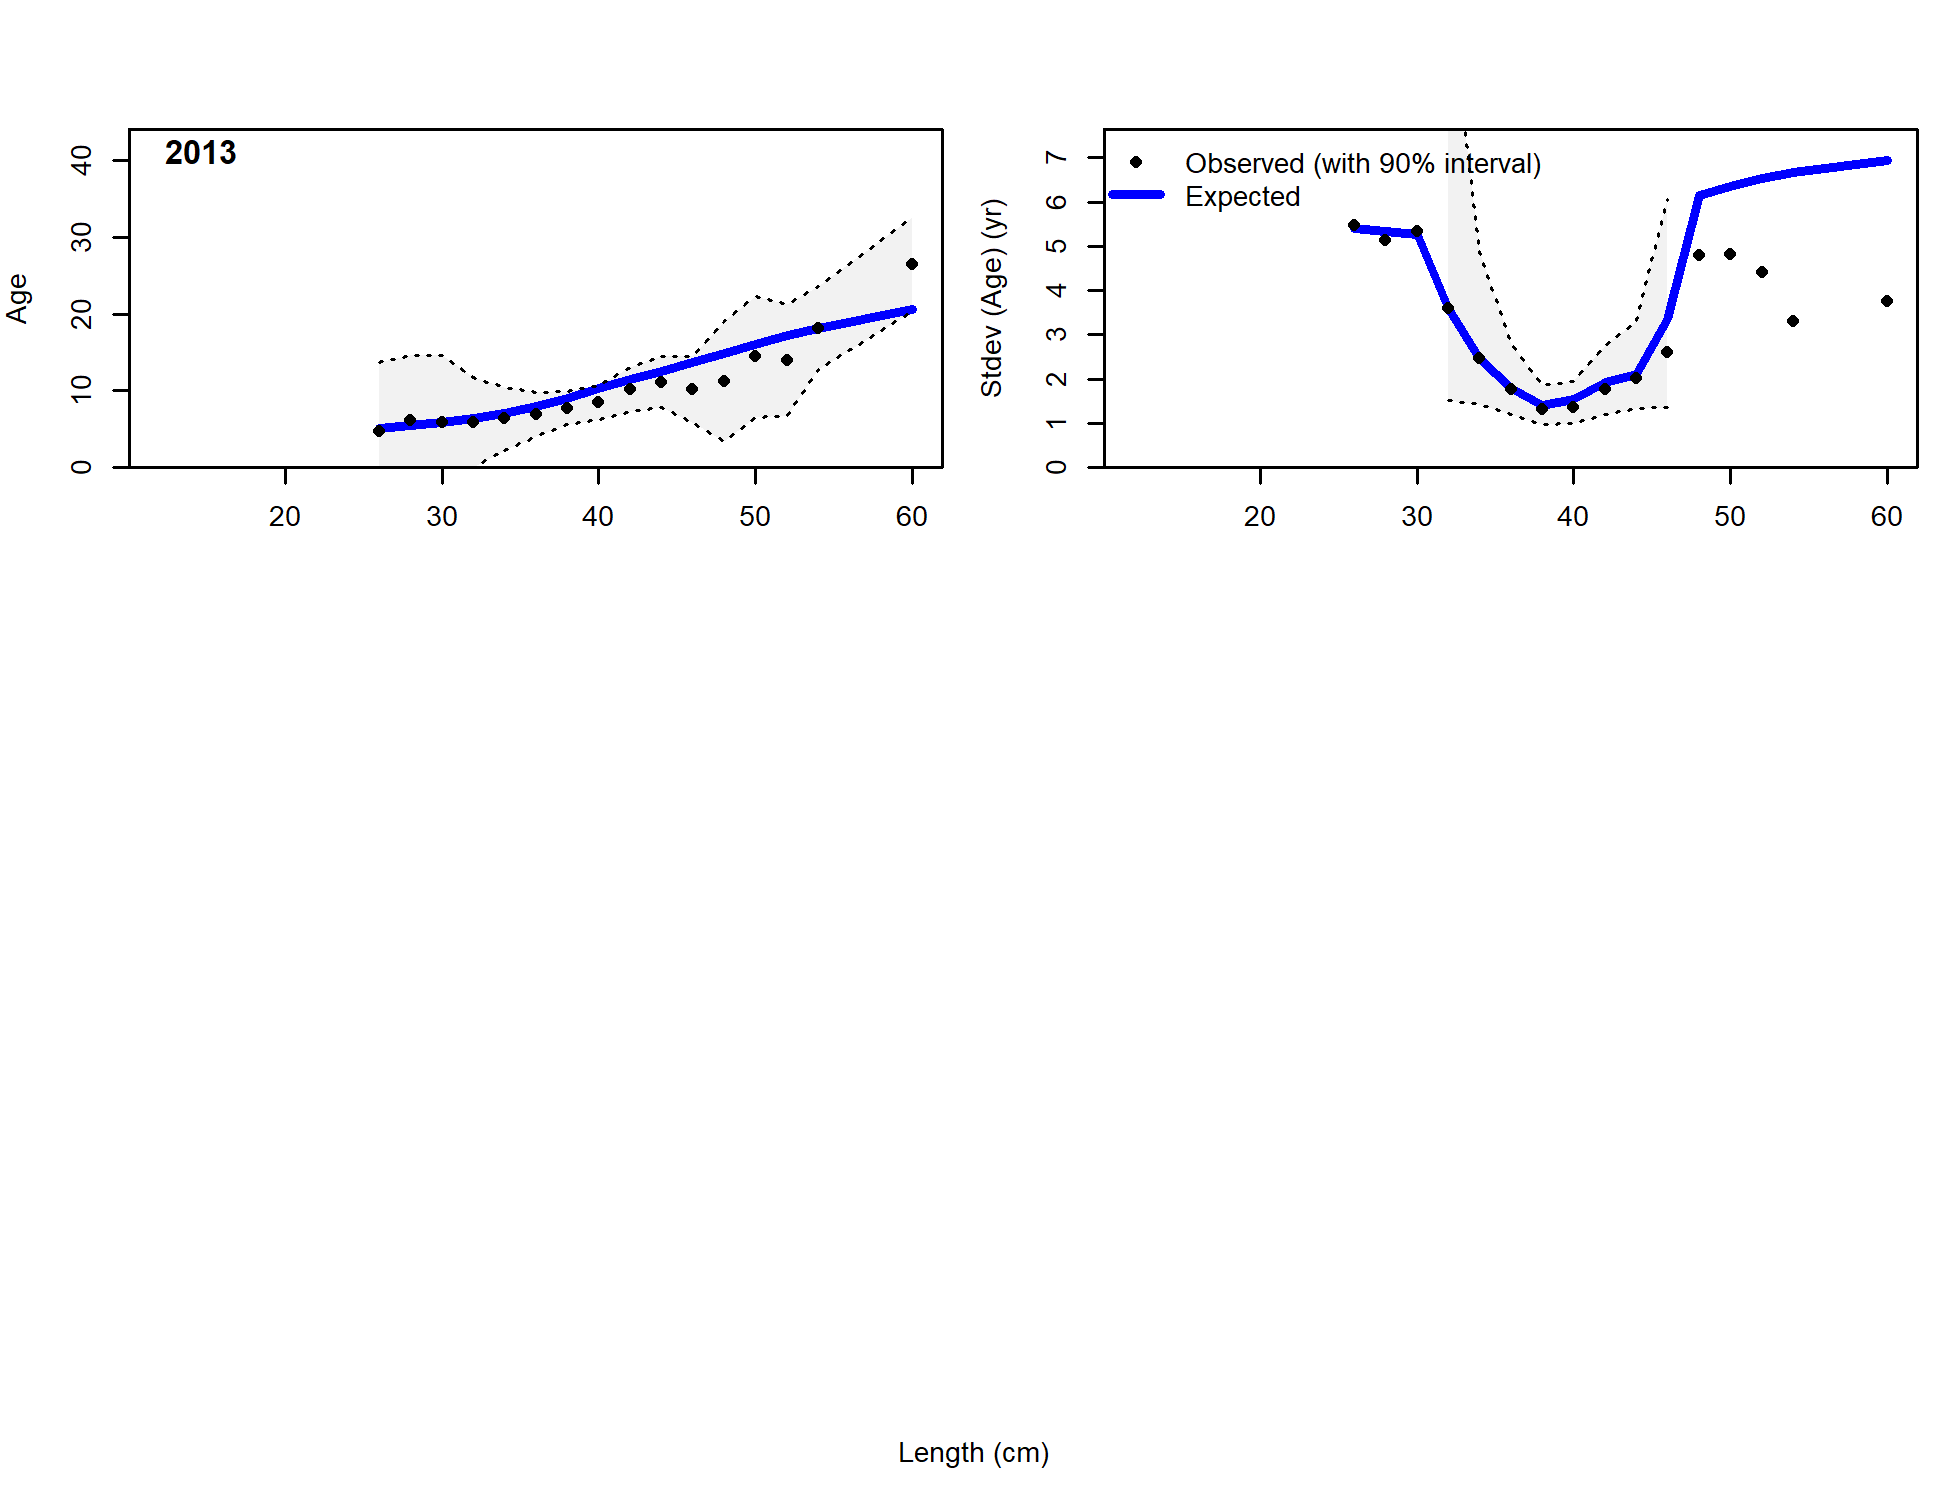 2013
Age
0 10 20 30 40
20 30 40 50 60
Observed (with 90% interval)
Expected
Stdev (Age) (yr)
0 1 2 3 4 5 6 7
20 30 40 50 60
Length (cm)